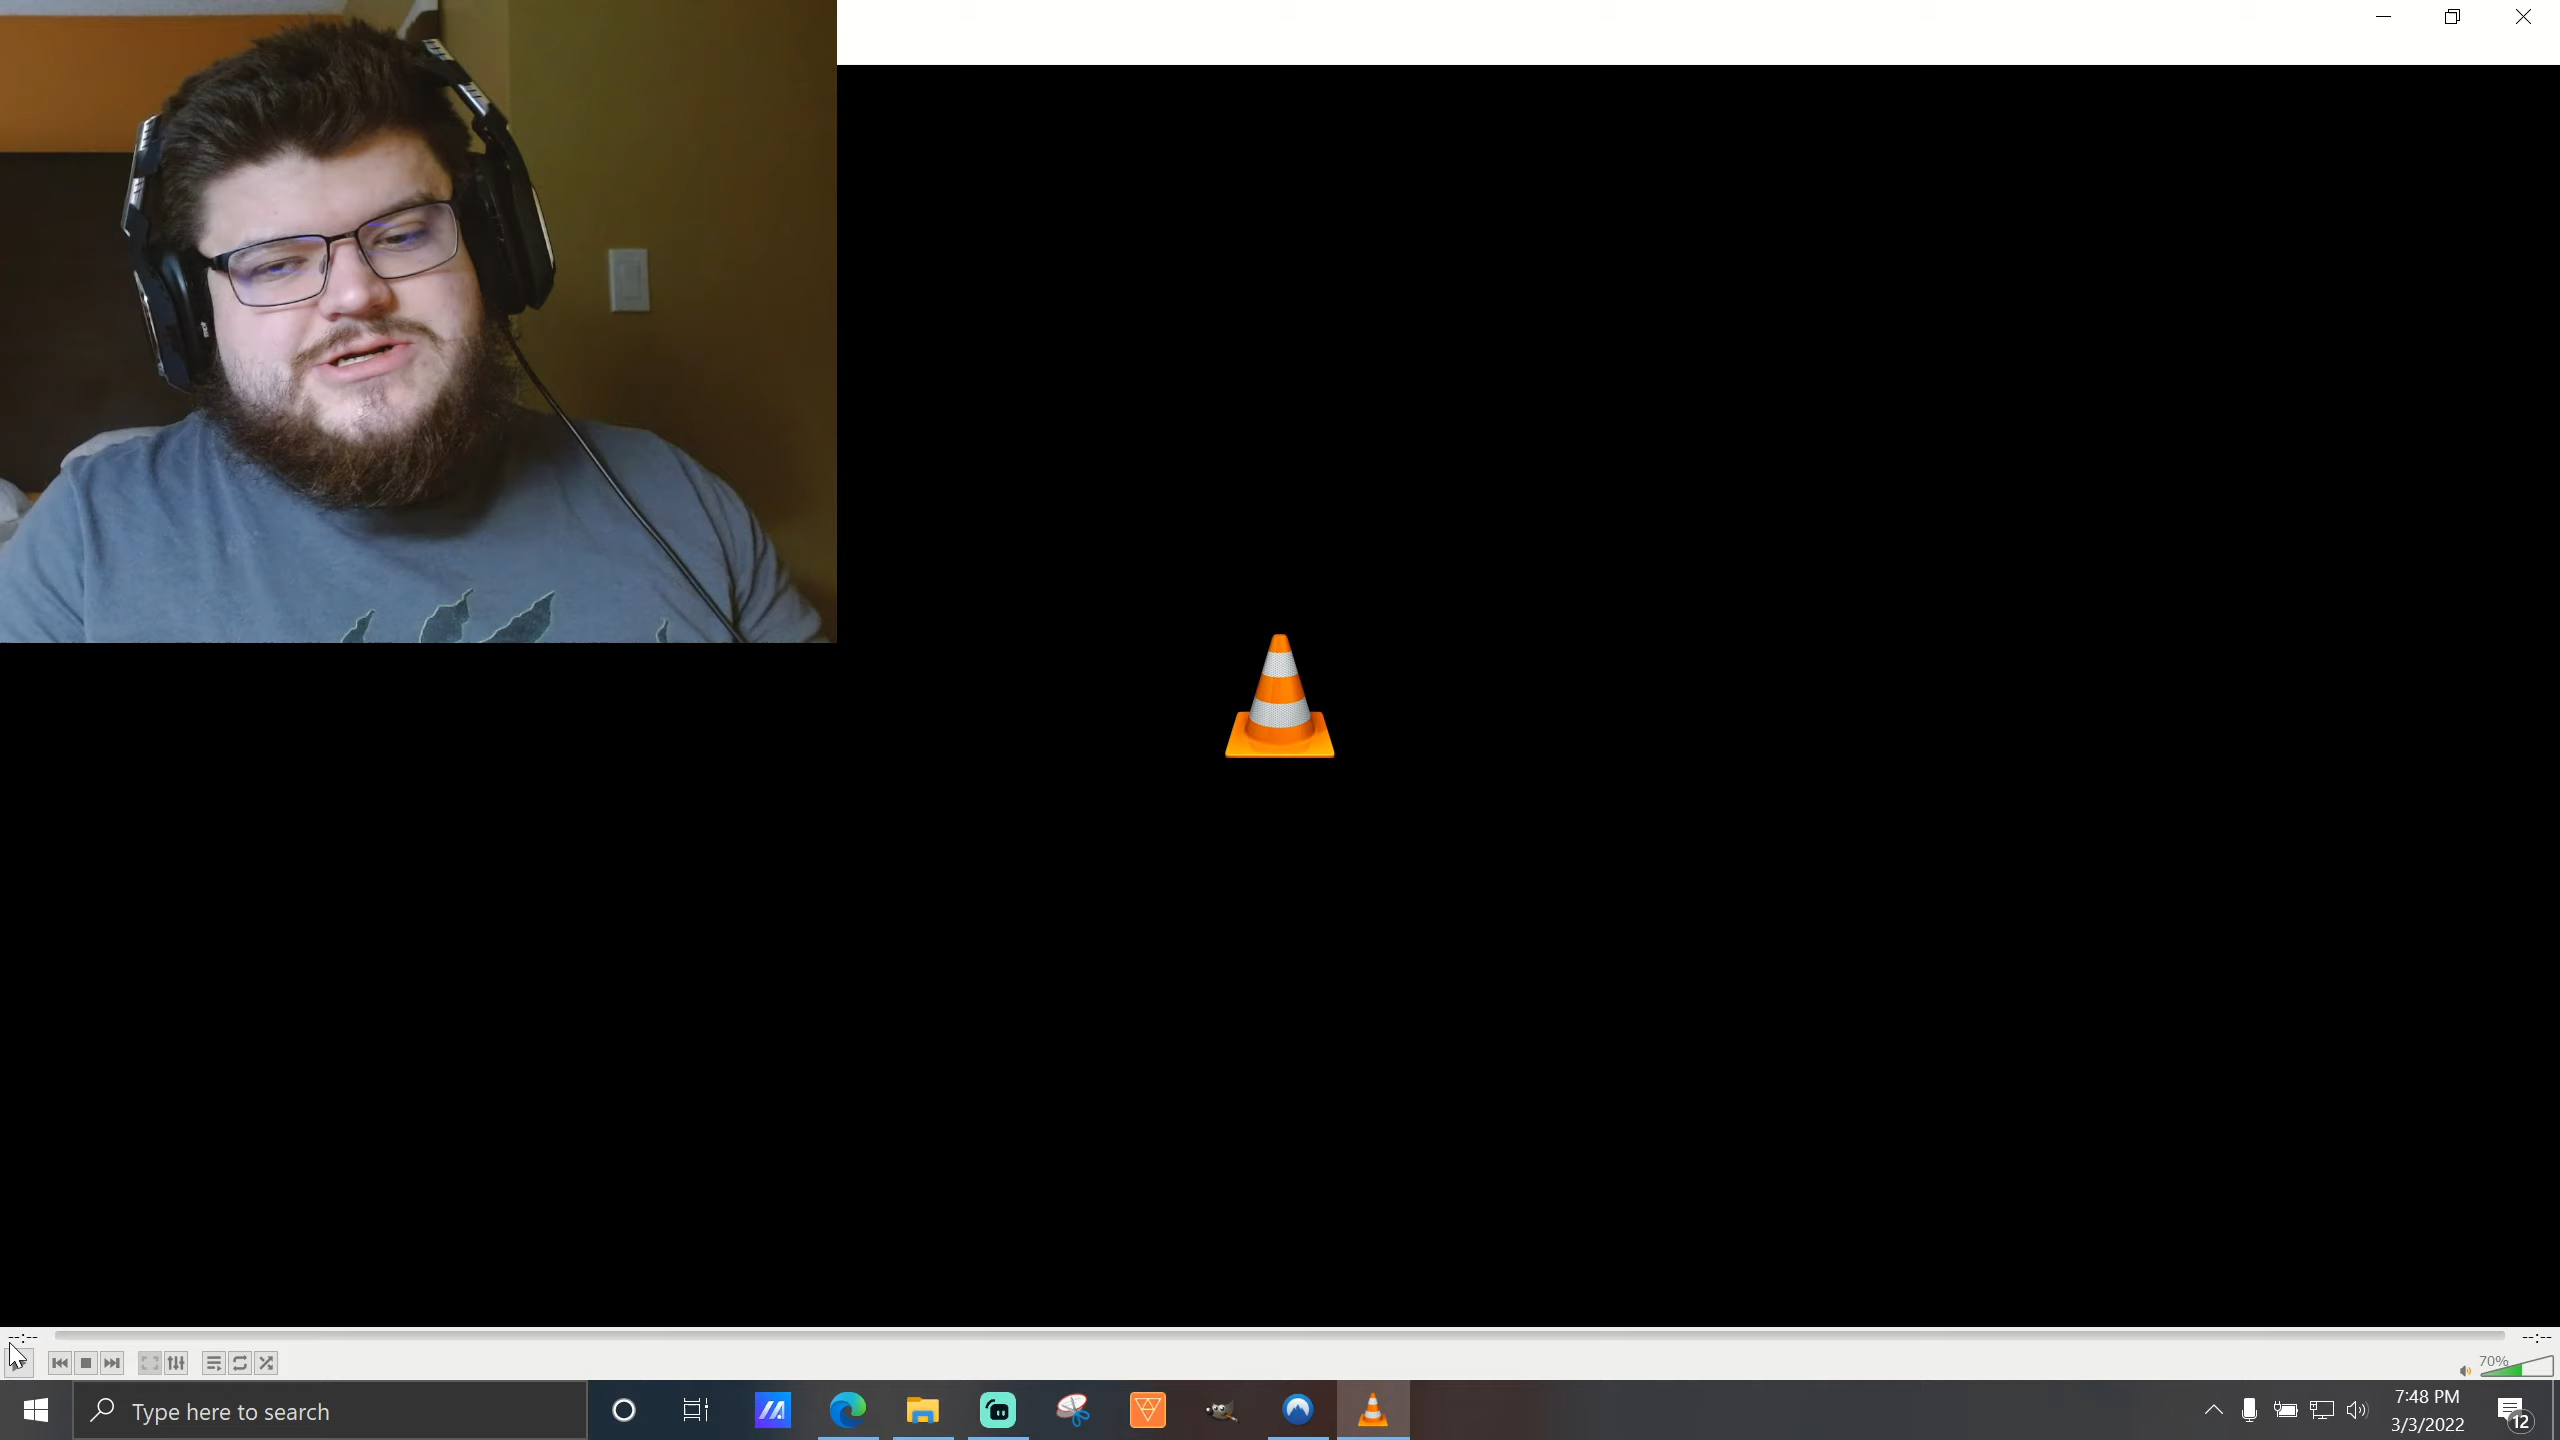 --:--
--:--
70%
Type here to search
7:48 PM
3/3/2022
12